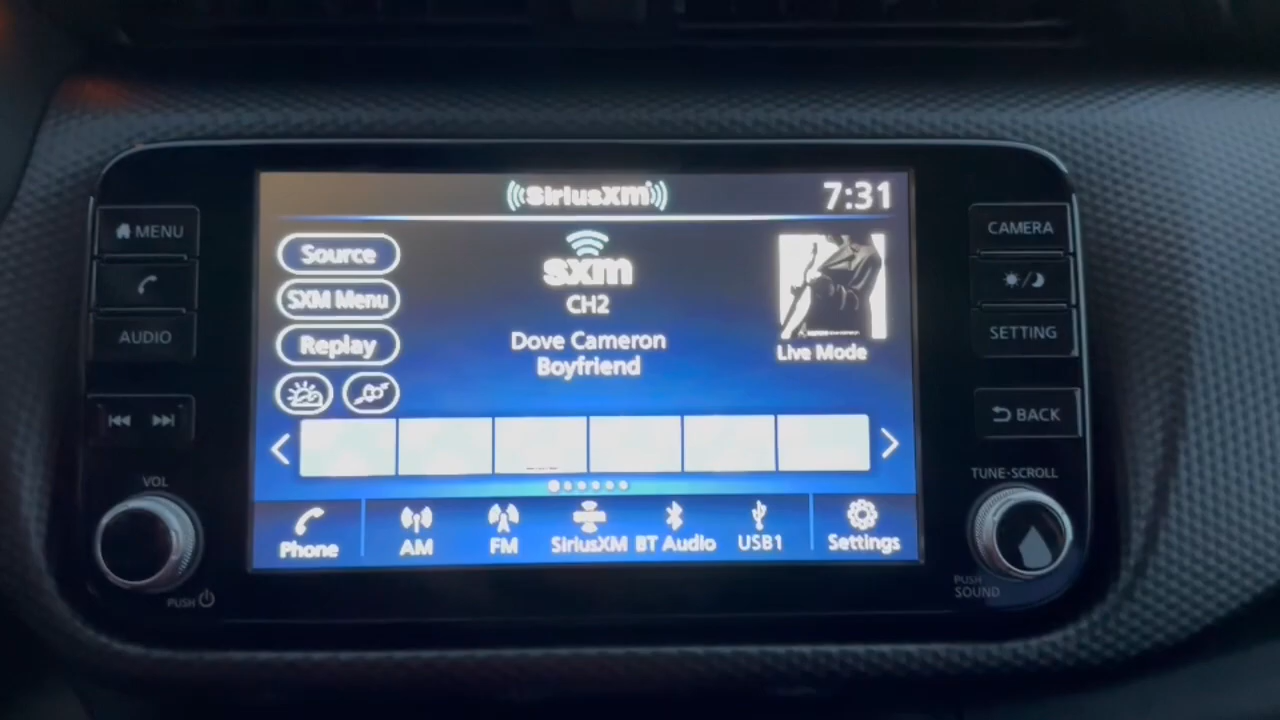 SiriusXm
7:31
MENU
AUDIO
VOL
PUSH
Source
SXM Menu
Replay
sxm
CH2
Dove Cameron
Boyfriend
Live Mode
Phone
AM
FM
SiriusXM
BT Audio
USB1
Settings
CAMERA
SETTING
BACK
TUNE-SCROLL
PUSH
SOUND